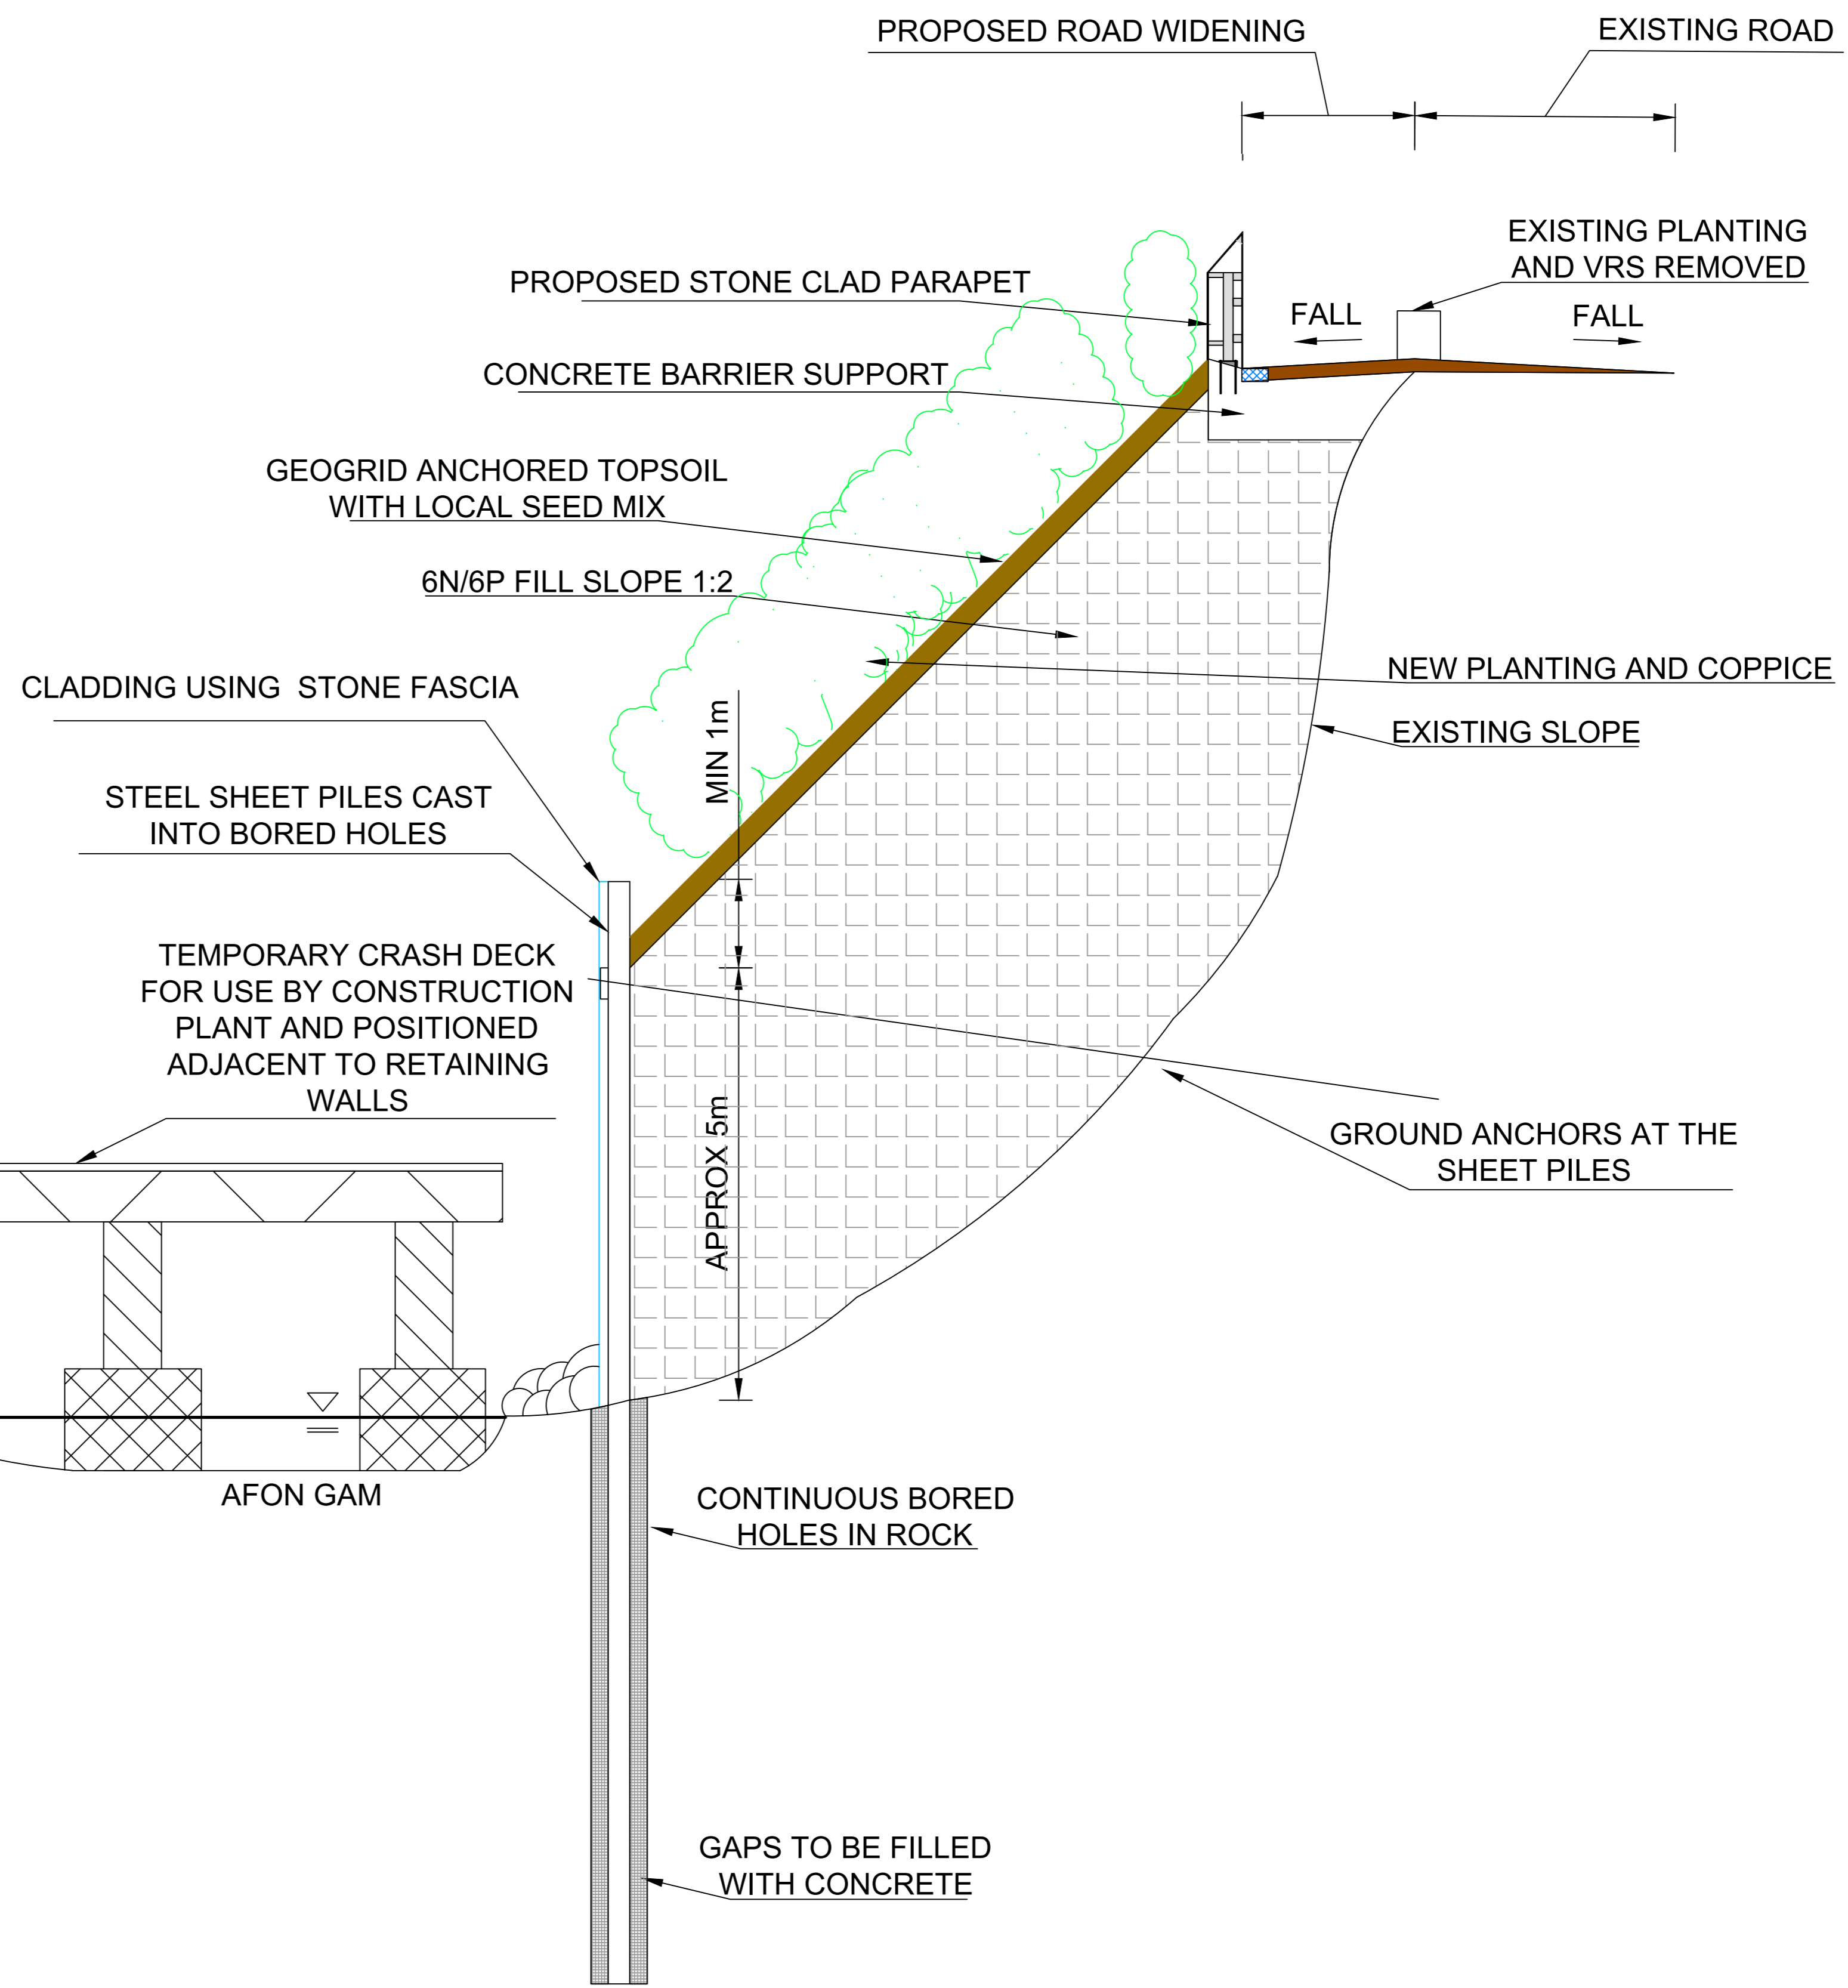 PROPOSED ROAD WIDENING
EXISTING ROAD
EXISTING PLANTING
AND VRS REMOVED
PROPOSED STONE CLAD PARAPET
FALL
FALL
CONCRETE BARRIER SUPPORT
GEOGRID ANCHORED TOPSOIL
WITH LOCAL SEED MIX
6N/6P FILL SLOPE 1:2
NEW PLANTING AND COPPICE
CLADDING USING STONE FASCIA
EXISTING SLOPE
MIN 1m
STEEL SHEET PILES CAST
INTO BORED HOLES
TEMPORARY CRASH DECK
FOR USE BY CONSTRUCTION
PLANT AND POSITIONED
ADJACENT TO RETAINING
WALLS
APPROX 5m
GROUND ANCHORS AT THE
SHEET PILES
AFON GAM
CONTINUOUS BORED
HOLES IN ROCK
GAPS TO BE FILLED
WITH CONCRETE